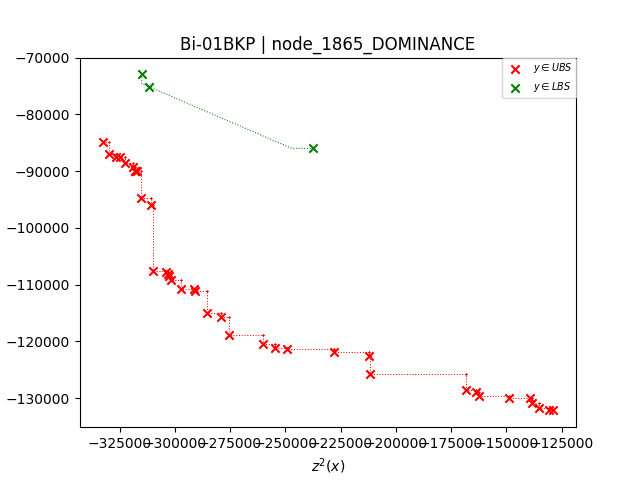 Bi-01BKP | node_1865_DOMINANCE
−70000
y ∈ UBS
y ∈ LBS
−80000
−90000
−100000
−110000
−120000
−130000
−325000−300000−275000−250000−225000−200000−175000−150000−125000
z²(x)